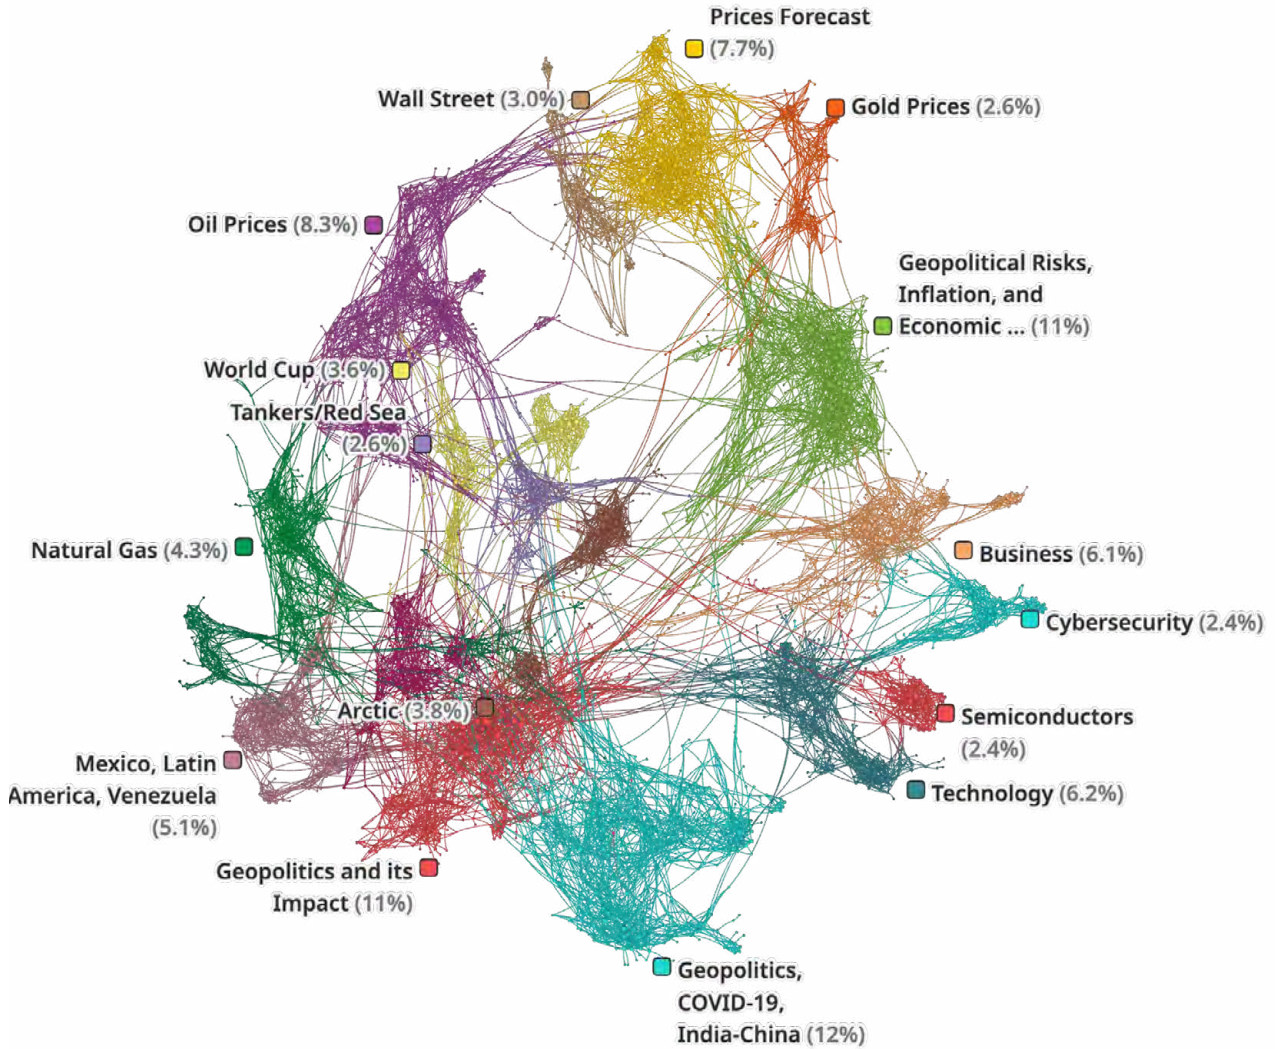 Prices Forecast
(7.7%)
Wall Street (3.0%)
Gold Prices (2.6%)
Oil Prices (8.3%)
Geopolitical Risks,
Inflation, and
Economic ... (11%)
World Cup (3.6%)
Tankers/Red Sea
(2.6%)
Natural Gas (4.3%)
Business (6.1%)
Cybersecurity (2.4%)
Arctic (3.8%)
Semiconductors
(2.4%)
Mexico, Latin
America, Venezuela
(5.1%)
Technology (6.2%)
Geopolitics and its
Impact (11%)
Geopolitics,
COVID-19,
India-China (12%)